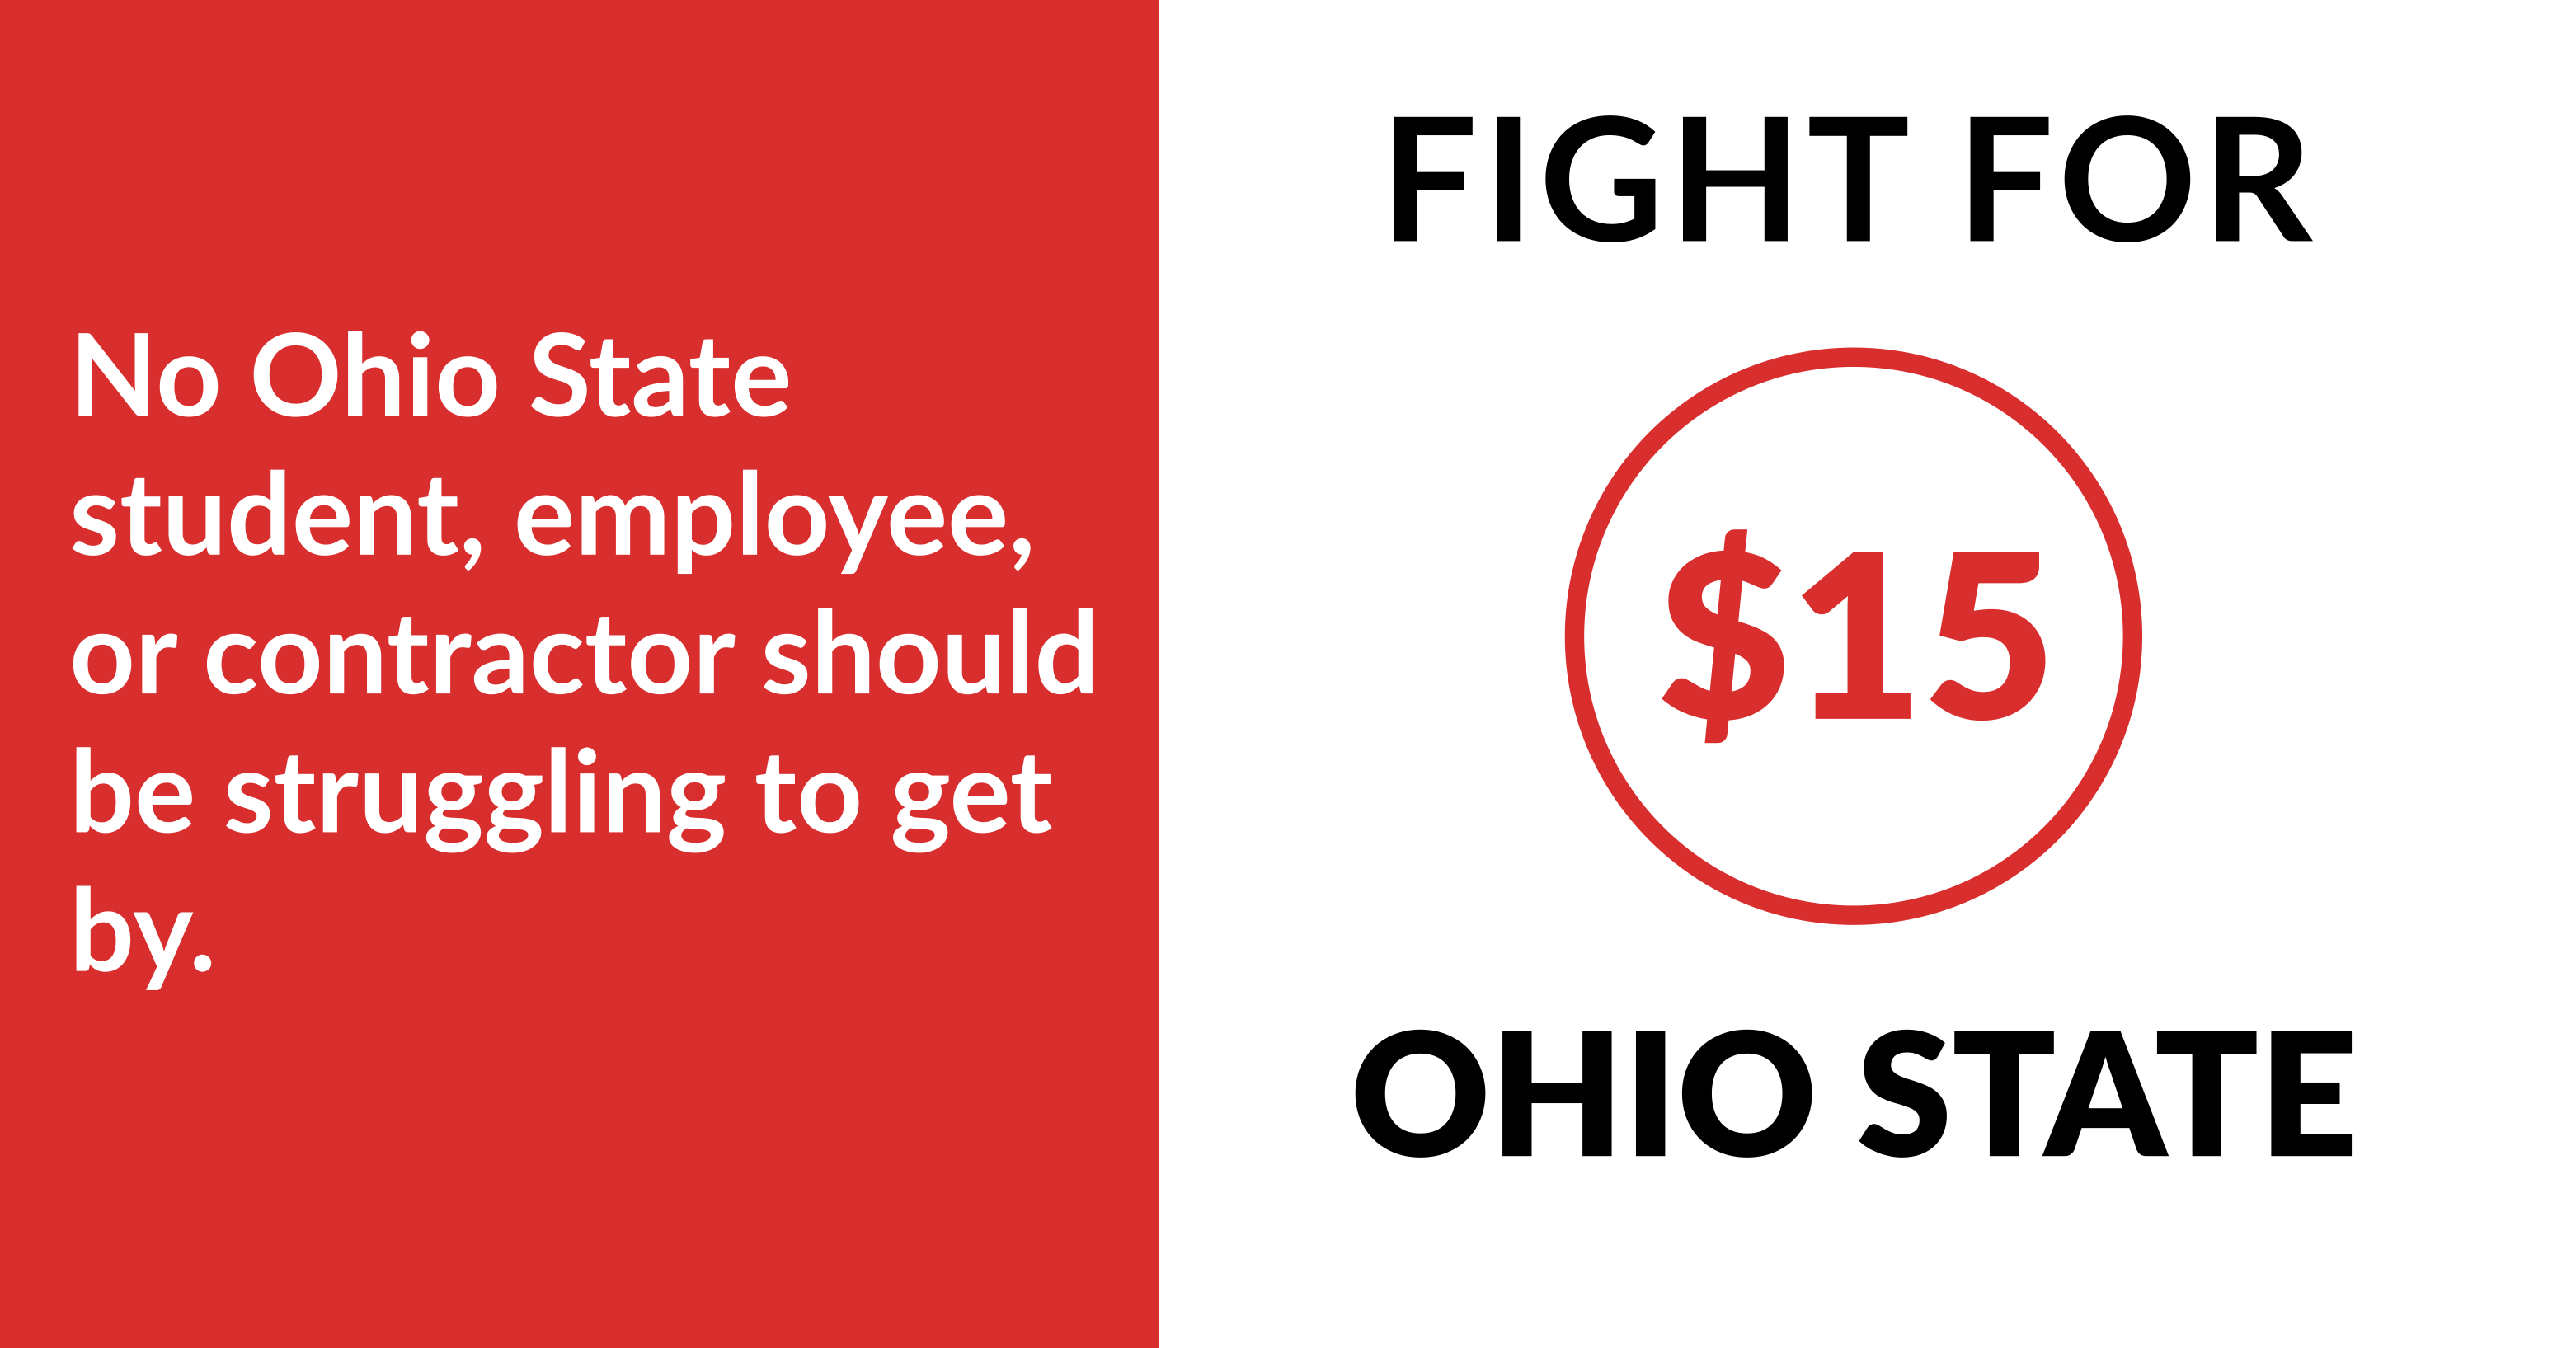 No Ohio State
student, employee,
or contractor should
be struggling to get
by.
FIGHT FOR
$15
OHIO STATE